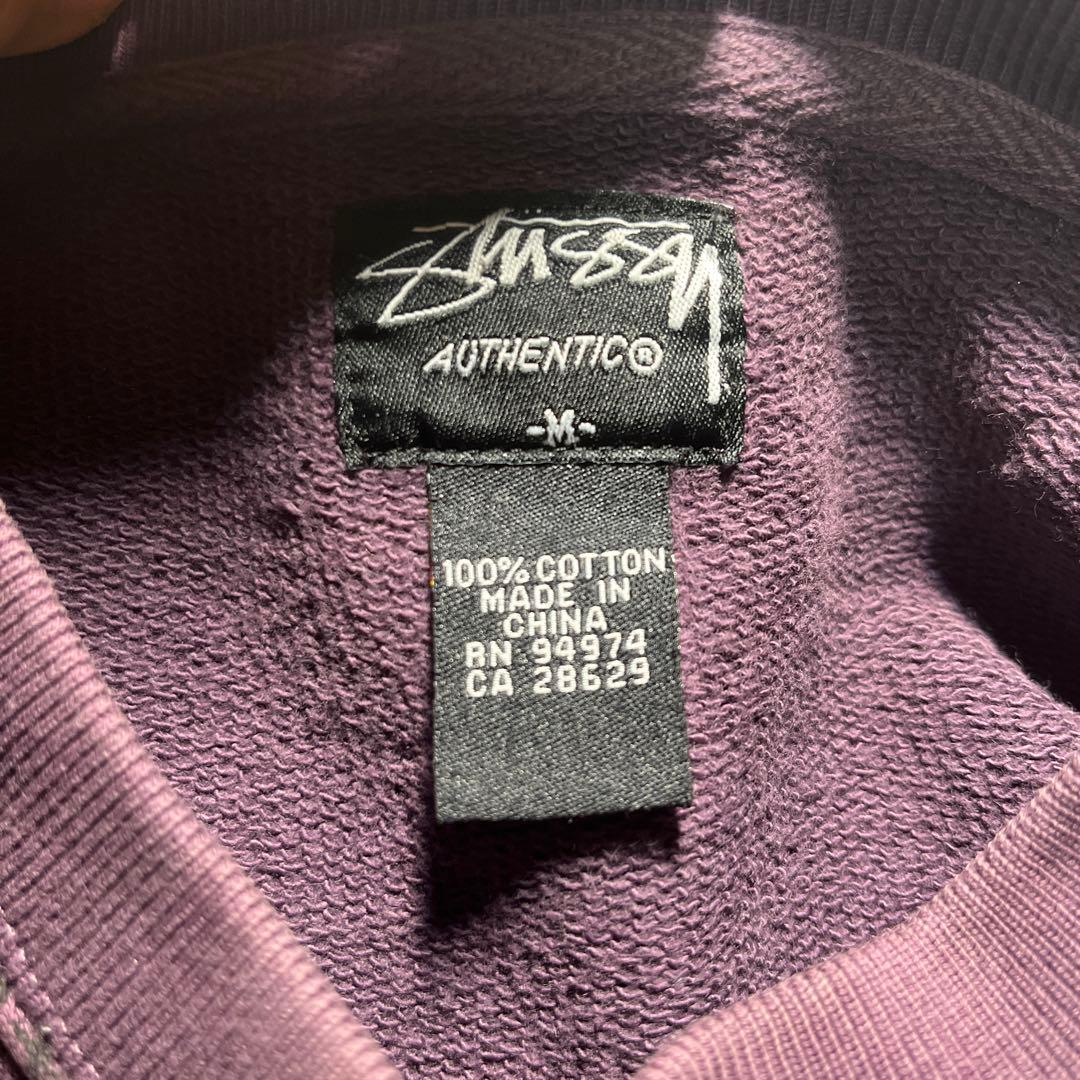 Stussy
AUTHENTIC®
-M-
100% COTTON
MADE IN
CHINA
RN 94974
CA 28629